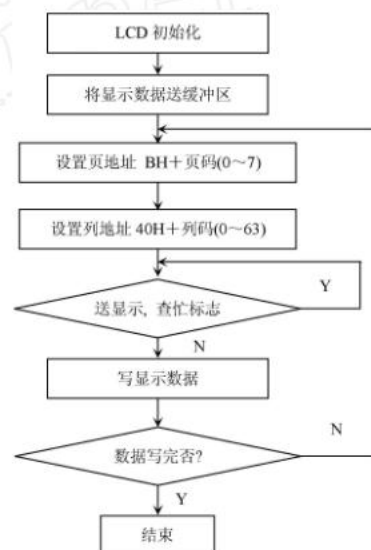 LCD 初始化
将显示数据送缓冲区
设置页地址 BH＋页码(0～7)
设置列地址 40H＋列码(0～63)
Y
送显示, 查忙标志
N
写显示数据
N
数据写完否?
Y
结束